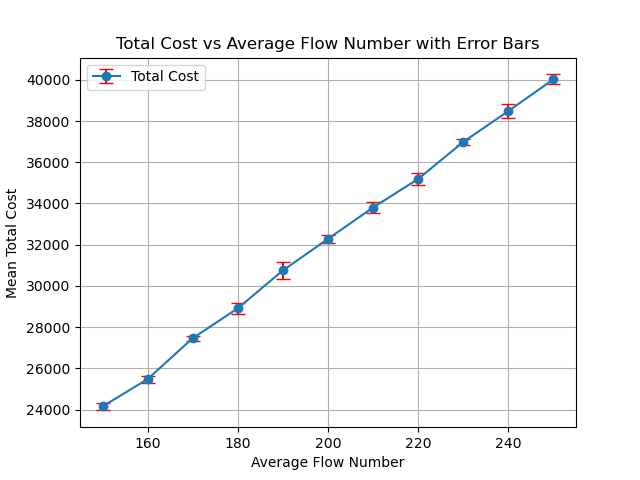 Total Cost vs Average Flow Number with Error Bars
Total Cost
40000
38000
36000
34000
32000
30000
28000
26000
24000
Mean Total Cost
160 180 200 220 240
Average Flow Number